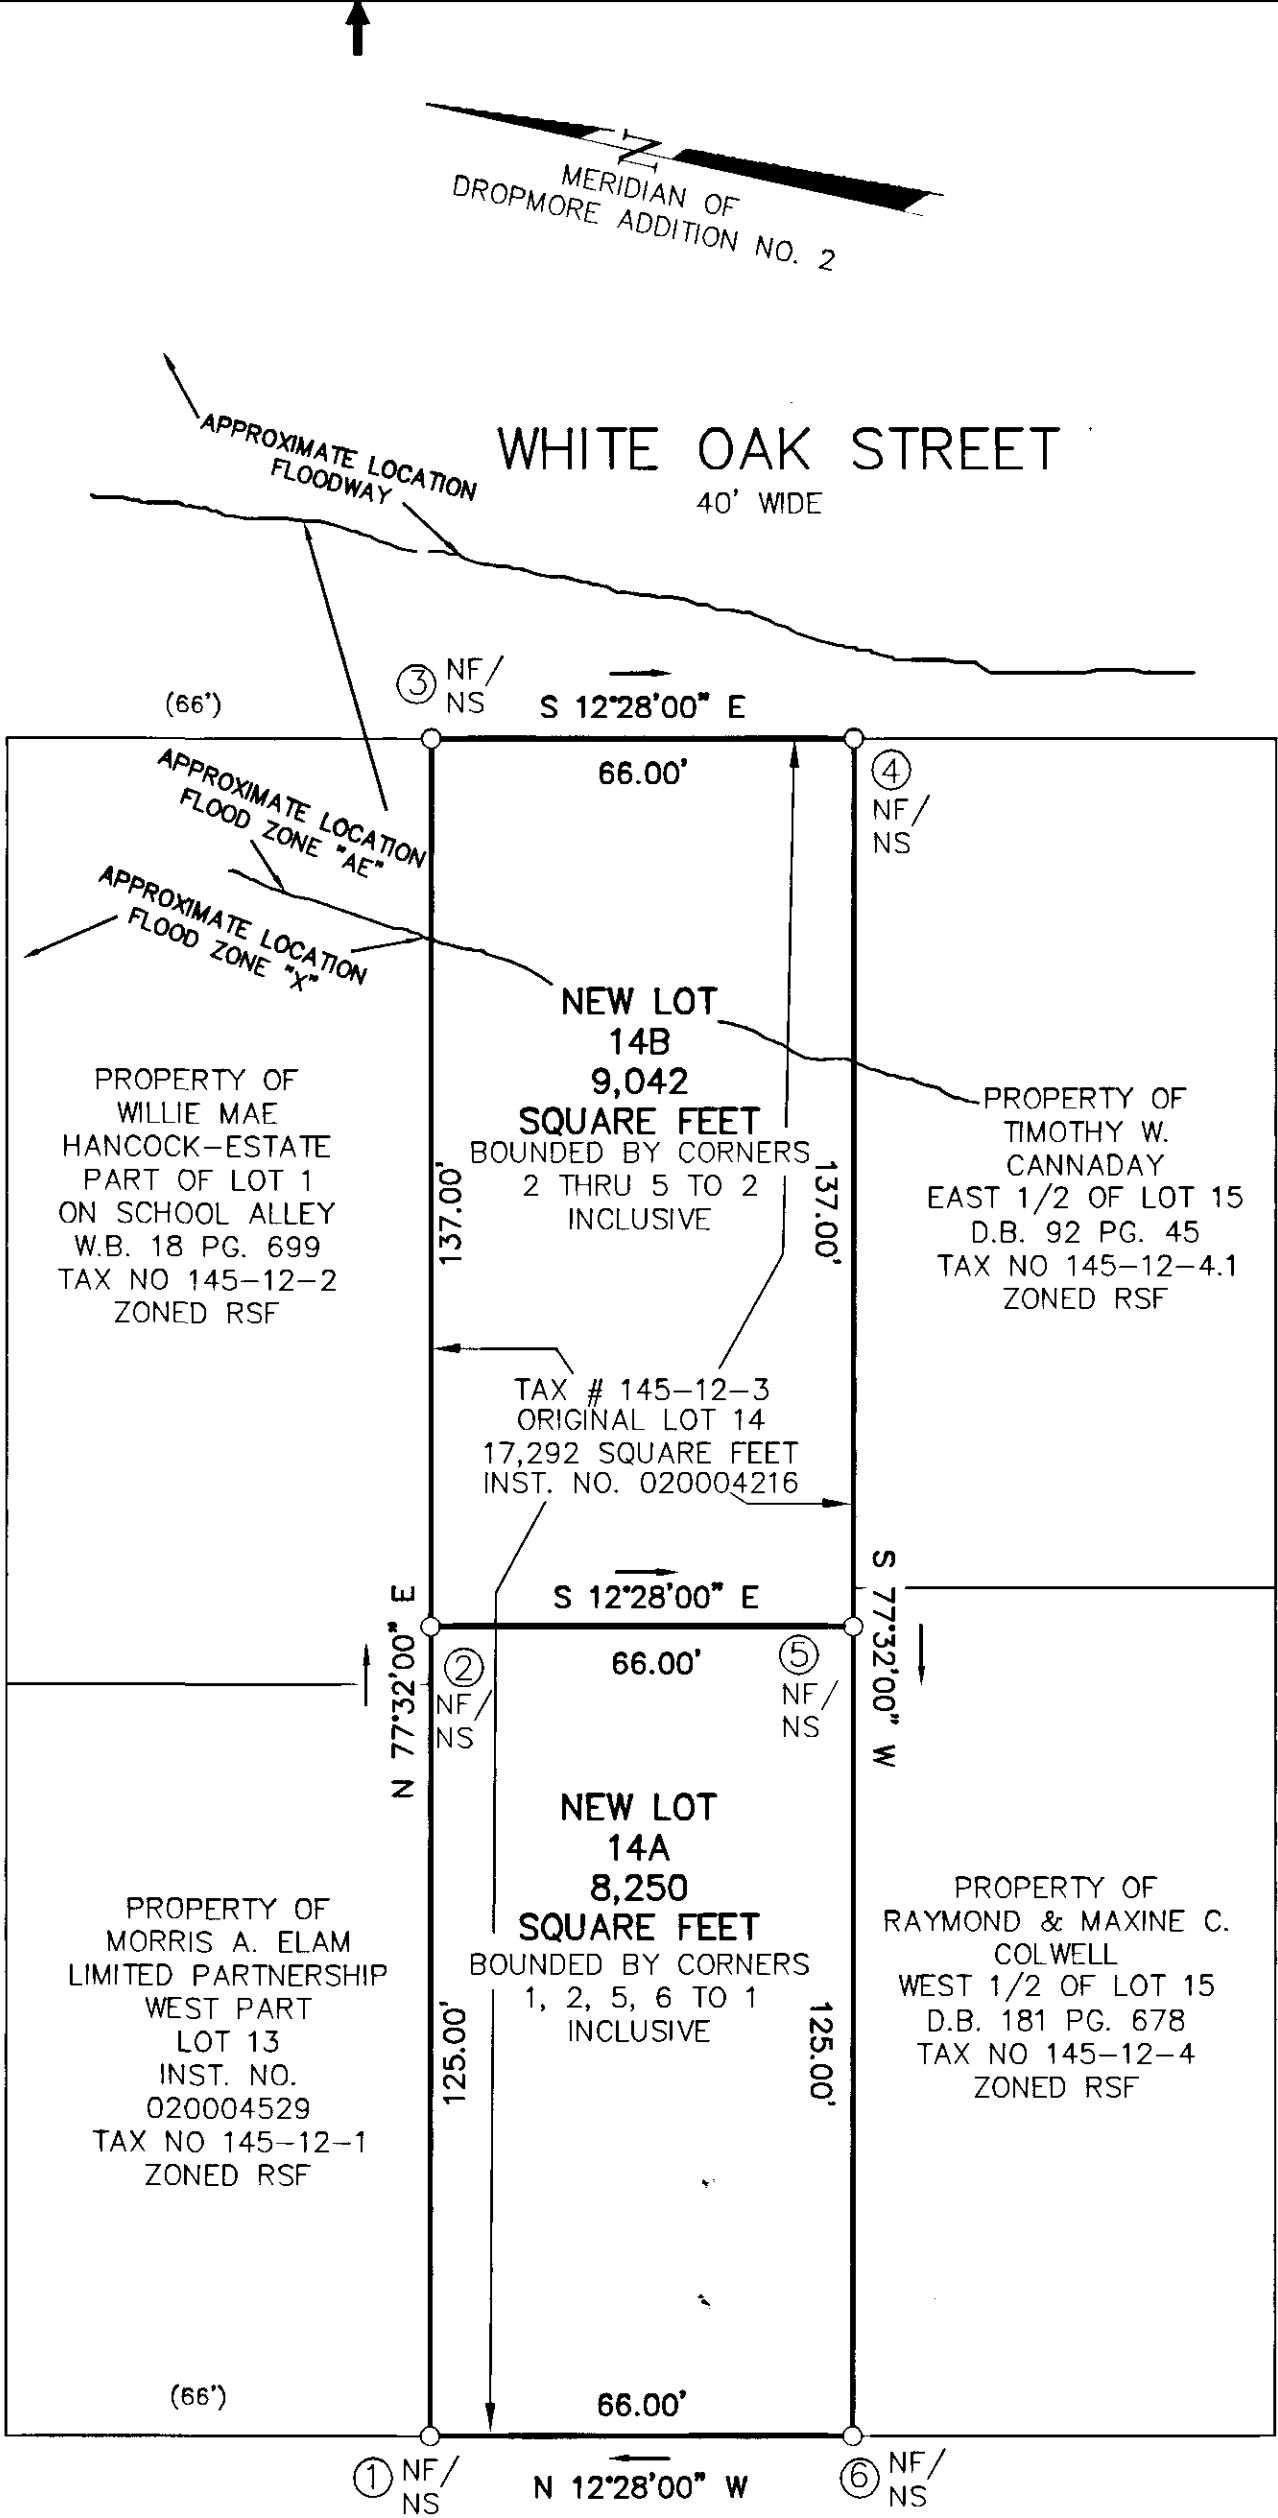 N
MERIDIAN OF
DROPMORE ADDITION NO. 2
WHITE OAK STREET
40' WIDE
APPROXIMATE LOCATION
FLOODWAY
3 NF/
NS
S 12°28'00" E
(66')
66.00'
4
NF/
NS
APPROXIMATE LOCATION
FLOOD ZONE "AE"
APPROXIMATE LOCATION
FLOOD ZONE "X"
NEW LOT
14B
9,042
SQUARE FEET
BOUNDED BY CORNERS
2 THRU 5 TO 2
INCLUSIVE
137.00'
137.00'
PROPERTY OF
WILLIE MAE
HANCOCK-ESTATE
PART OF LOT 1
ON SCHOOL ALLEY
W.B. 18 PG. 699
TAX NO 145-12-2
ZONED RSF
PROPERTY OF
TIMOTHY W.
CANNADAY
EAST 1/2 OF LOT 15
D.B. 92 PG. 45
TAX NO 145-12-4.1
ZONED RSF
TAX # 145-12-3
ORIGINAL LOT 14
17,292 SQUARE FEET
INST. NO. 020004216
S 12°28'00" E
66.00'
N 77°32'00" E
S 77°32'00" W
2
NF/
NS
5
NF/
NS
NEW LOT
14A
8,250
SQUARE FEET
BOUNDED BY CORNERS
1, 2, 5, 6 TO 1
INCLUSIVE
125.00'
125.00'
PROPERTY OF
MORRIS A. ELAM
LIMITED PARTNERSHIP
WEST PART
LOT 13
INST. NO.
020004529
TAX NO 145-12-1
ZONED RSF
PROPERTY OF
RAYMOND & MAXINE C.
COLWELL
WEST 1/2 OF LOT 15
D.B. 181 PG. 678
TAX NO 145-12-4
ZONED RSF
(66')
66.00'
1 NF/
NS
N 12°28'00" W
6 NF/
NS